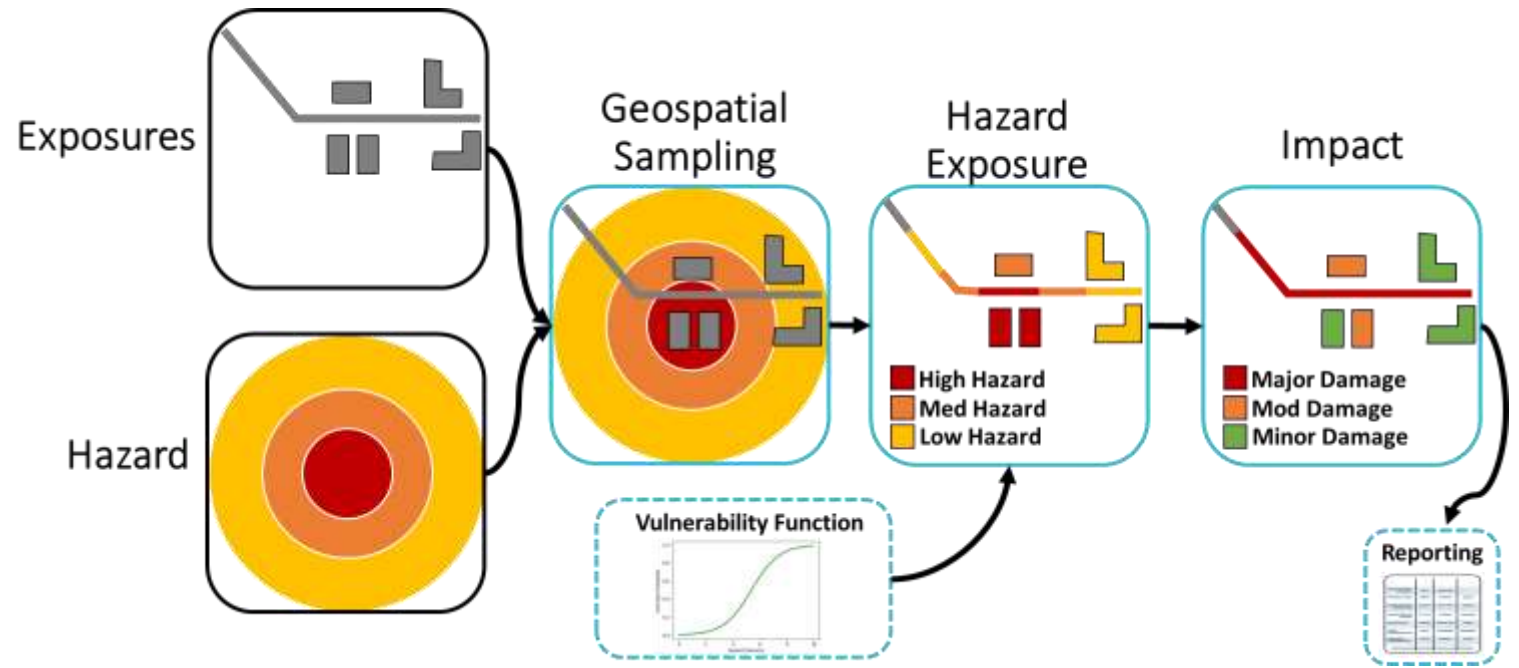 Exposures
Geospatial
Sampling
Hazard
Exposure
Impact
High Hazard
Med Hazard
Low Hazard
Major Damage
Mod Damage
Minor Damage
Hazard
Vulnerability Function
Reporting